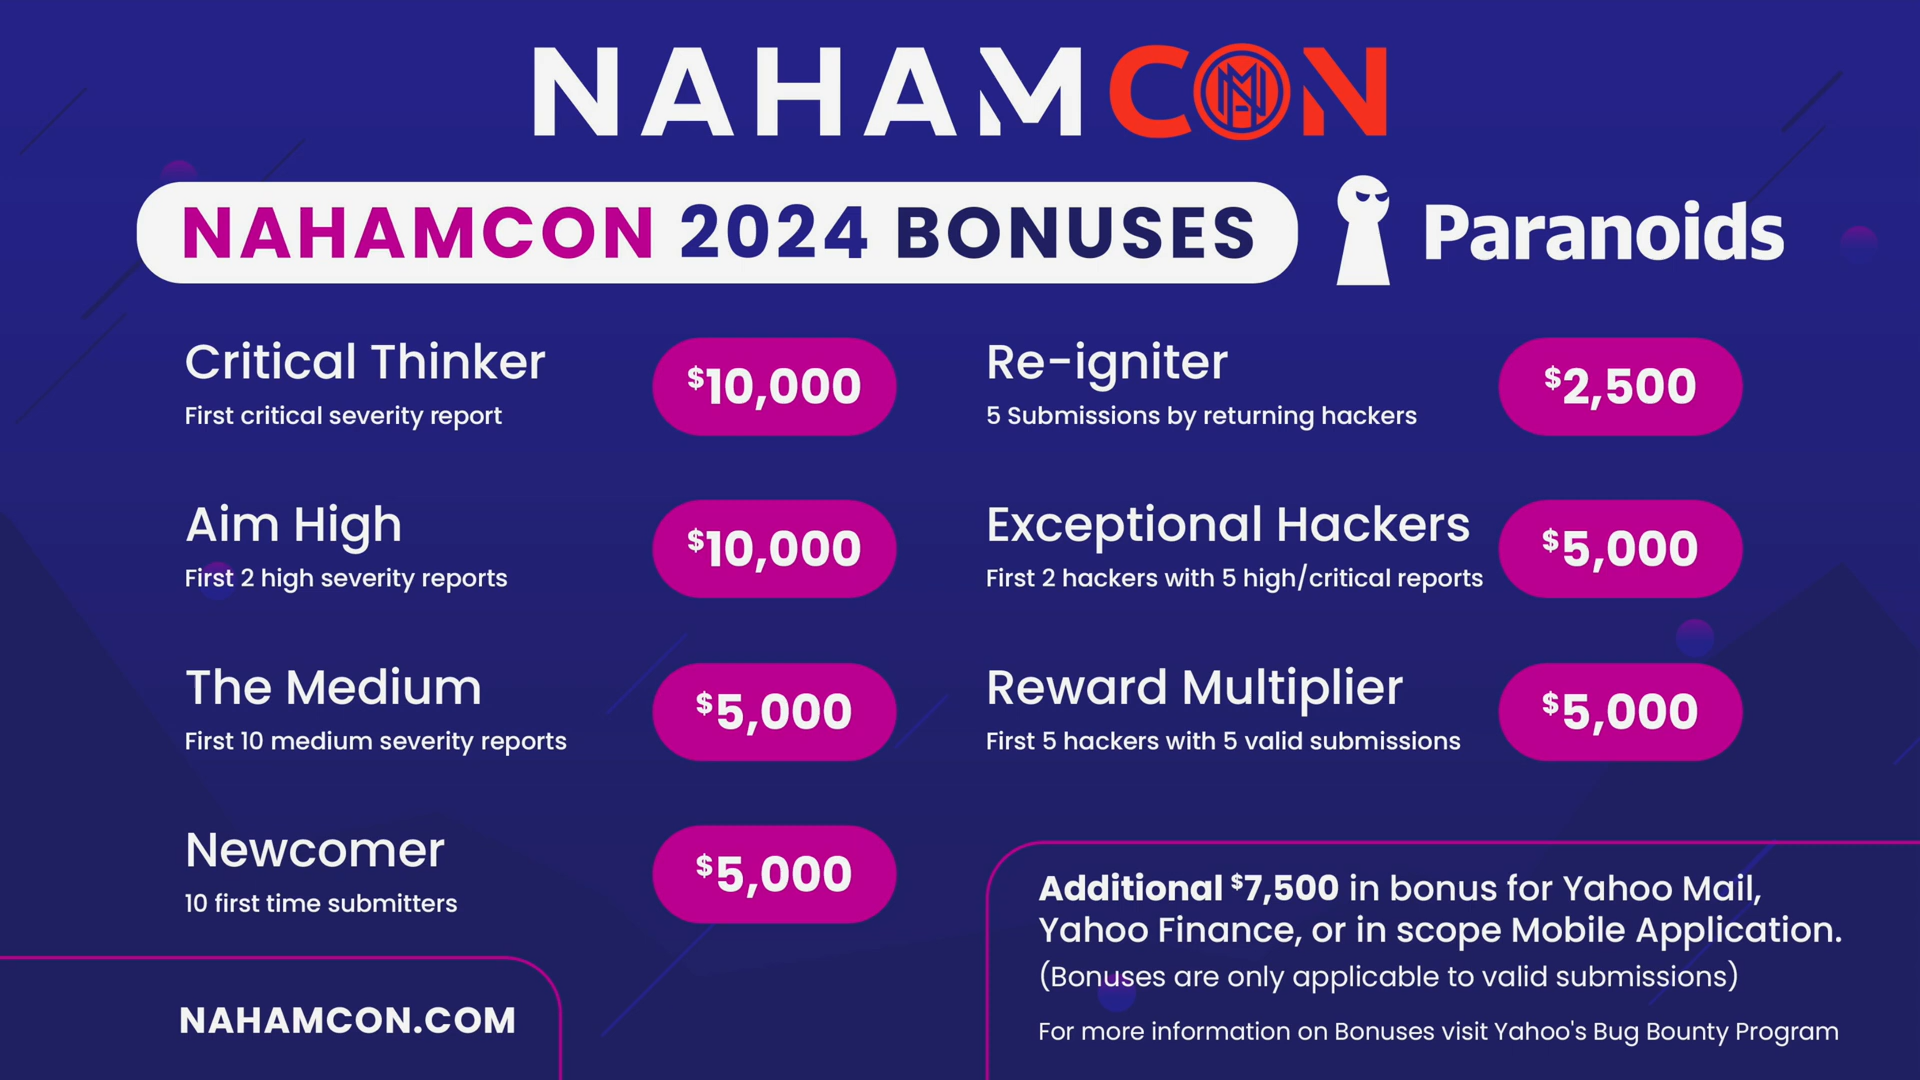 NAHAMCON
NAHAMCON 2024 BONUSES
Paranoids
Critical Thinker
First critical severity report
$10,000
Re-igniter
5 Submissions by returning hackers
$2,500
Aim High
First 2 high severity reports
$10,000
Exceptional Hackers
First 2 hackers with 5 high/critical reports
$5,000
The Medium
First 10 medium severity reports
$5,000
Reward Multiplier
First 5 hackers with 5 valid submissions
$5,000
Newcomer
10 first time submitters
$5,000
Additional $7,500 in bonus for Yahoo Mail,
Yahoo Finance, or in scope Mobile Application.
(Bonuses are only applicable to valid submissions)
For more information on Bonuses visit Yahoo's Bug Bounty Program
NAHAMCON.COM